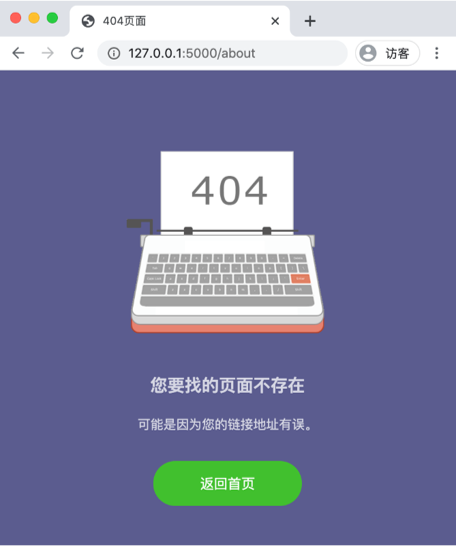 404页面
127.0.0.1:5000/about
访客
404
您要找的页面不存在
可能是因为您的链接地址有误。
返回首页